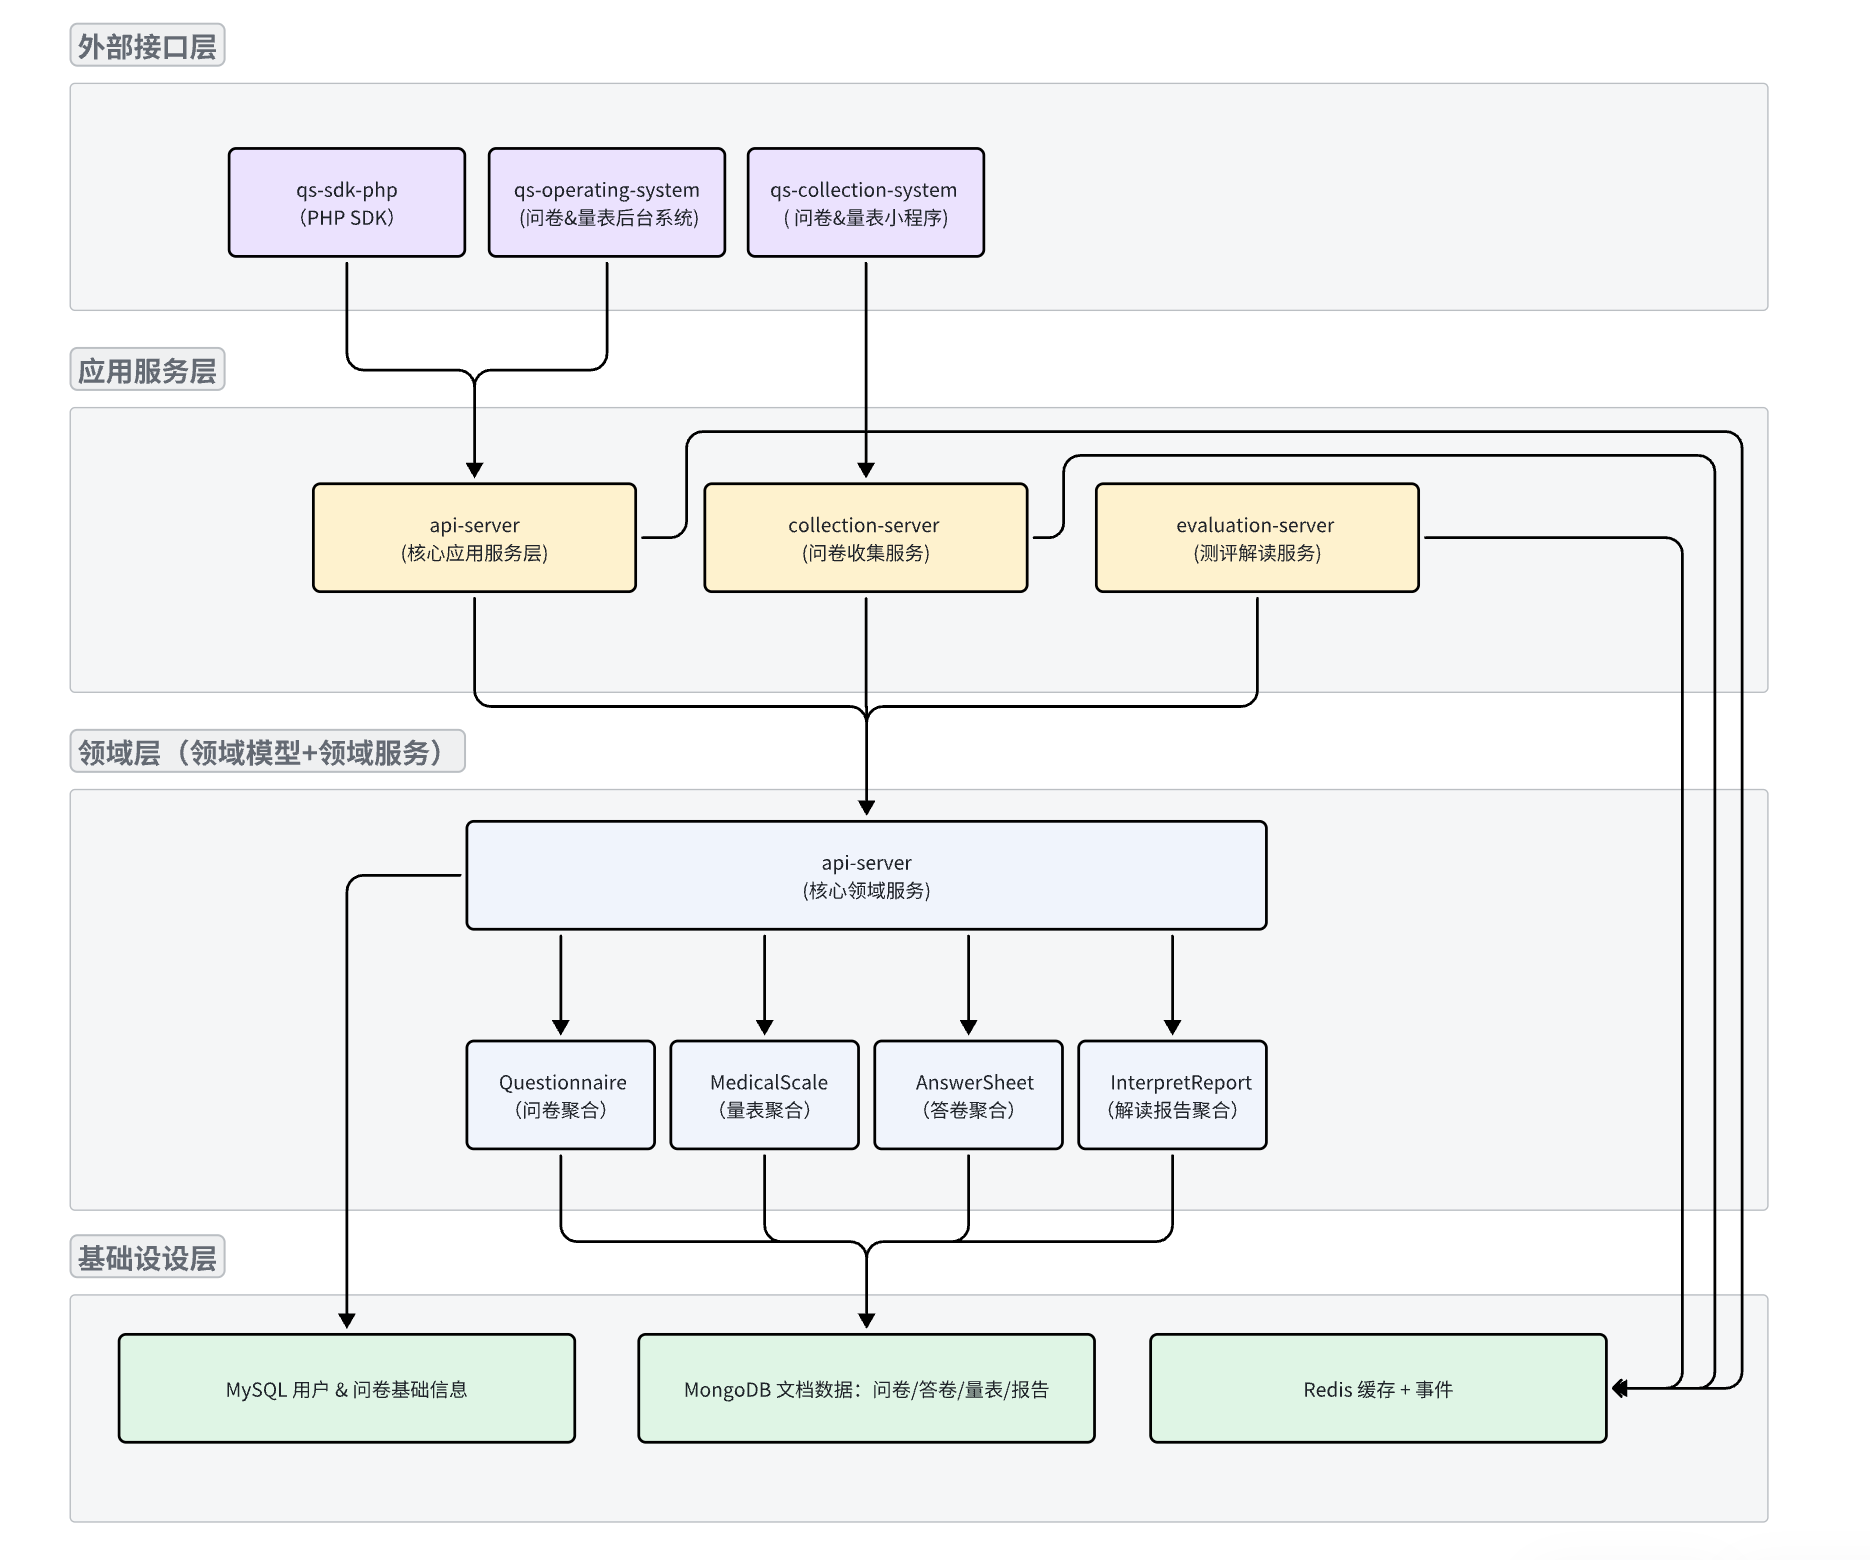 外部接口层
qs-sdk-php
（PHP SDK）
qs-operating-system
(问卷&量表后台系统)
qs-collection-system
( 问卷&量表小程序)
应用服务层
api-server
(核心应用服务层)
collection-server
(问卷收集服务)
evaluation-server
(测评解读服务)
领域层（领域模型+领域服务）
api-server
(核心领域服务)
Questionnaire
（问卷聚合）
MedicalScale
（量表聚合）
AnswerSheet
（答卷聚合）
InterpretReport
（解读报告聚合）
基础设设层
MySQL 用户 & 问卷基础信息
MongoDB 文档数据：问卷/答卷/量表/报告
Redis 缓存 + 事件